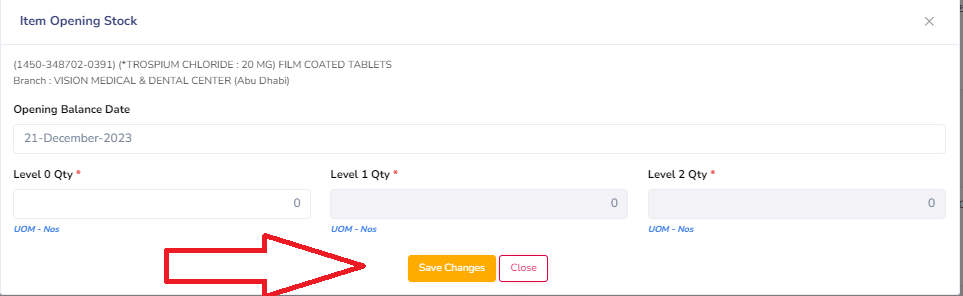 Item Opening Stock ×
(1450-348702-0391) (*TROSPIUM CHLORIDE : 20 MG) FILM COATED TABLETS
Branch : VISION MEDICAL & DENTAL CENTER (Abu Dhabi)
Opening Balance Date
21-December-2023
Level 0 Qty * Level 1 Qty * Level 2 Qty *
0 0 0
UOM - Nos UOM - Nos UOM - Nos
Save Changes Close